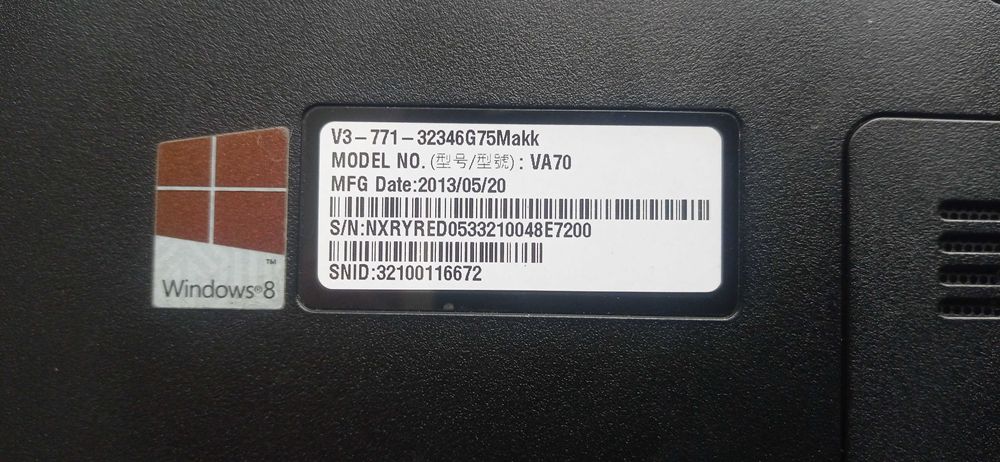 V3-771-32346G75Makk
MODEL NO.(型号/型號): VA70
MFG Date:2013/05/20
S/N:NXRYRED0533210048E7200
SNID:32100116672
TM
Windows®8